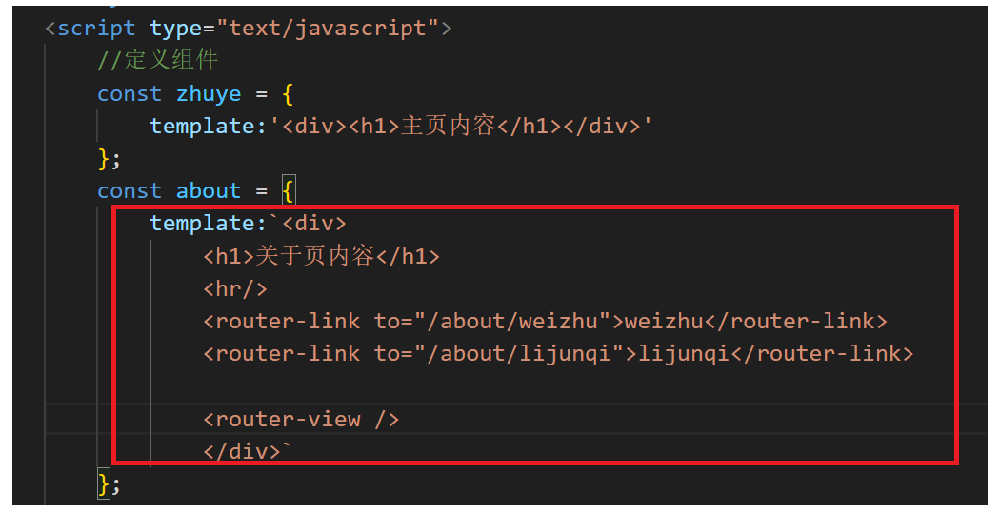 <script type="text/javascript">
//定义组件
const zhuye = {
template:'<div><h1>主页内容</h1></div>'
};
const about = {
template:`<div>
<h1>关于页内容</h1>
<hr/>
<router-link to="/about/weizhu">weizhu</router-link>
<router-link to="/about/lijunqi">lijunqi</router-link>
<router-view />
</div>`
};